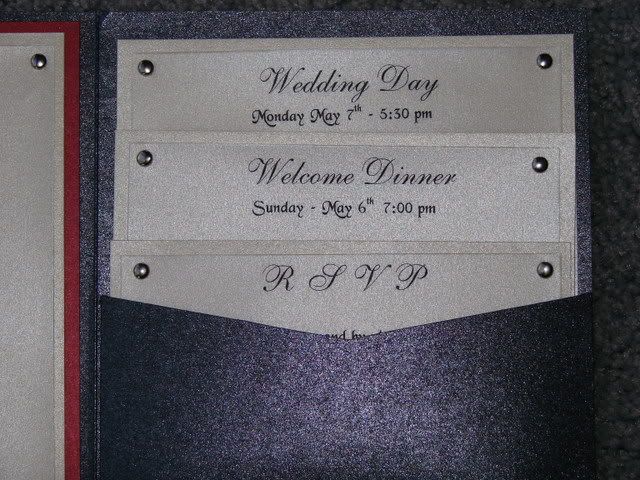 Wedding Day
Monday May 7th - 5:30 pm
Welcome Dinner
Sunday - May 6th 7:00 pm
R S V P